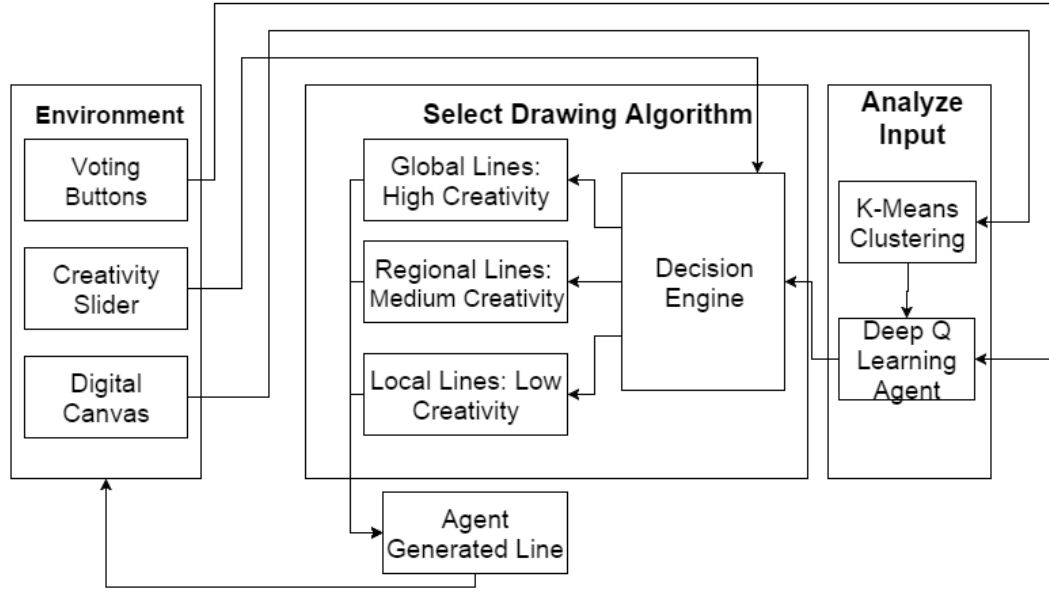 Environment
Voting
Buttons
Creativity
Slider
Digital
Canvas
Select Drawing Algorithm
Global Lines:
High Creativity
Regional Lines:
Medium Creativity
Local Lines: Low
Creativity
Decision
Engine
Analyze
Input
K-Means
Clustering
Deep Q
Learning
Agent
Agent
Generated Line